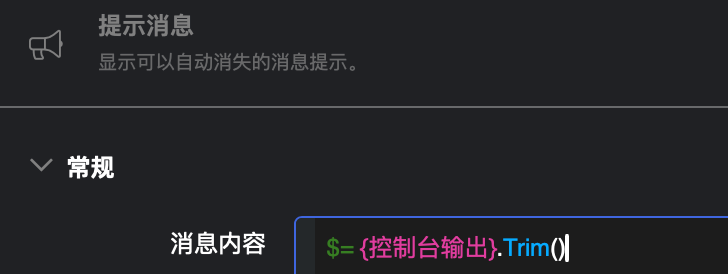 提示消息
显示可以自动消失的消息提示。
常规
消息内容
$= {控制台输出}.Trim()